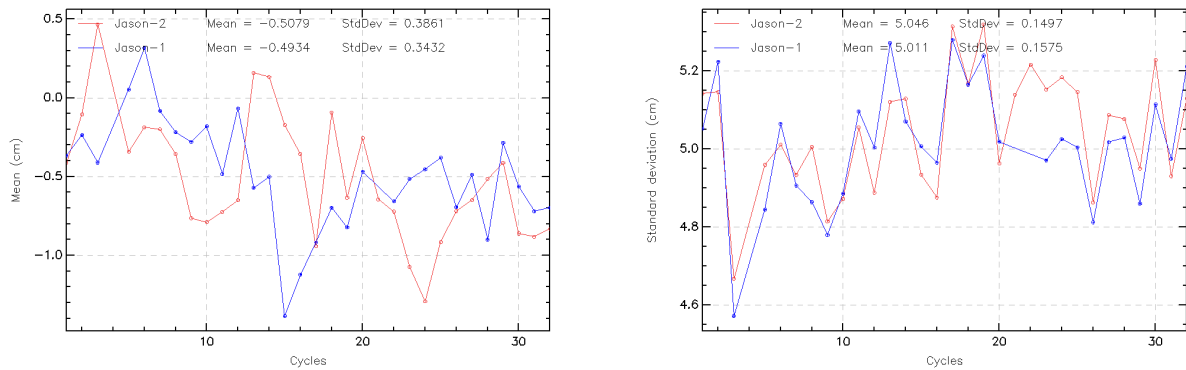 Jason-2 Mean = -0.5079 StdDev = 0.3861
Jason-1 Mean = -0.4934 StdDev = 0.3432
0.5
0.0
-0.5
-1.0
Mean (cm)
10 20 30
Cycles
Jason-2 Mean = 5.046 StdDev = 0.1497
Jason-1 Mean = 5.011 StdDev = 0.1575
5.2
5.0
4.8
4.6
Standard deviation (cm)
10 20 30
Cycles